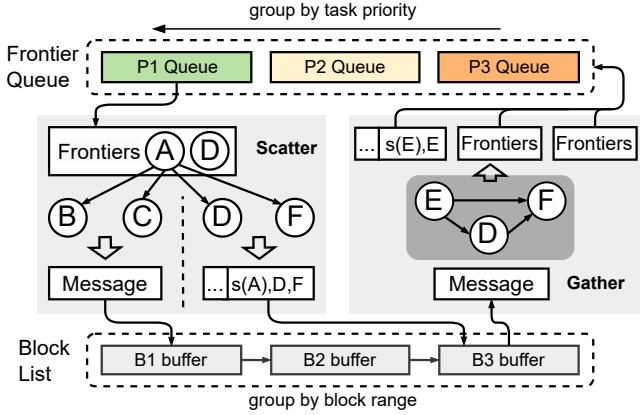 group by task priority
Frontier
Queue
P1 Queue
P2 Queue
P3 Queue
Frontiers
A
D
Scatter
... s(E),E
Frontiers
Frontiers
B
C
D
F
E
F
D
Message
... s(A),D,F
Message
Gather
Block
List
B1 buffer
B2 buffer
B3 buffer
group by block range